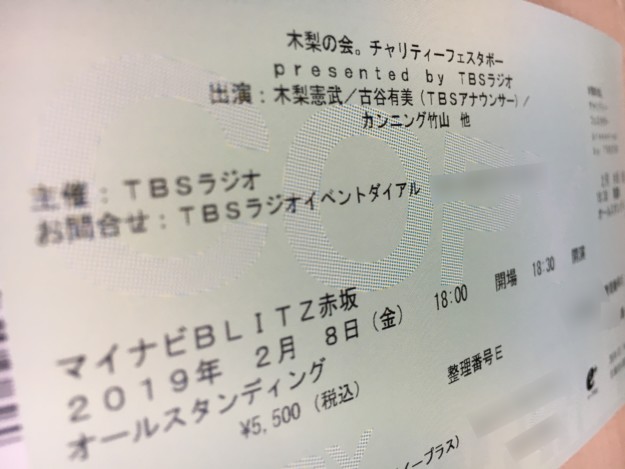 木梨の会。チャリティーフェスタボー
presented by TBSラジオ
出演：木梨憲武／古谷有美（TBSアナウンサー）／
カンニング竹山 他
主催：TBSラジオ
お問合せ：TBSラジオイベントダイアル
マイナビBLITZ赤坂
2019年 2月 8日（金） 18:00 開場 18:30 開演
オールスタンディング 整理番号E
¥5,500（税込）
イープラス）
COPY